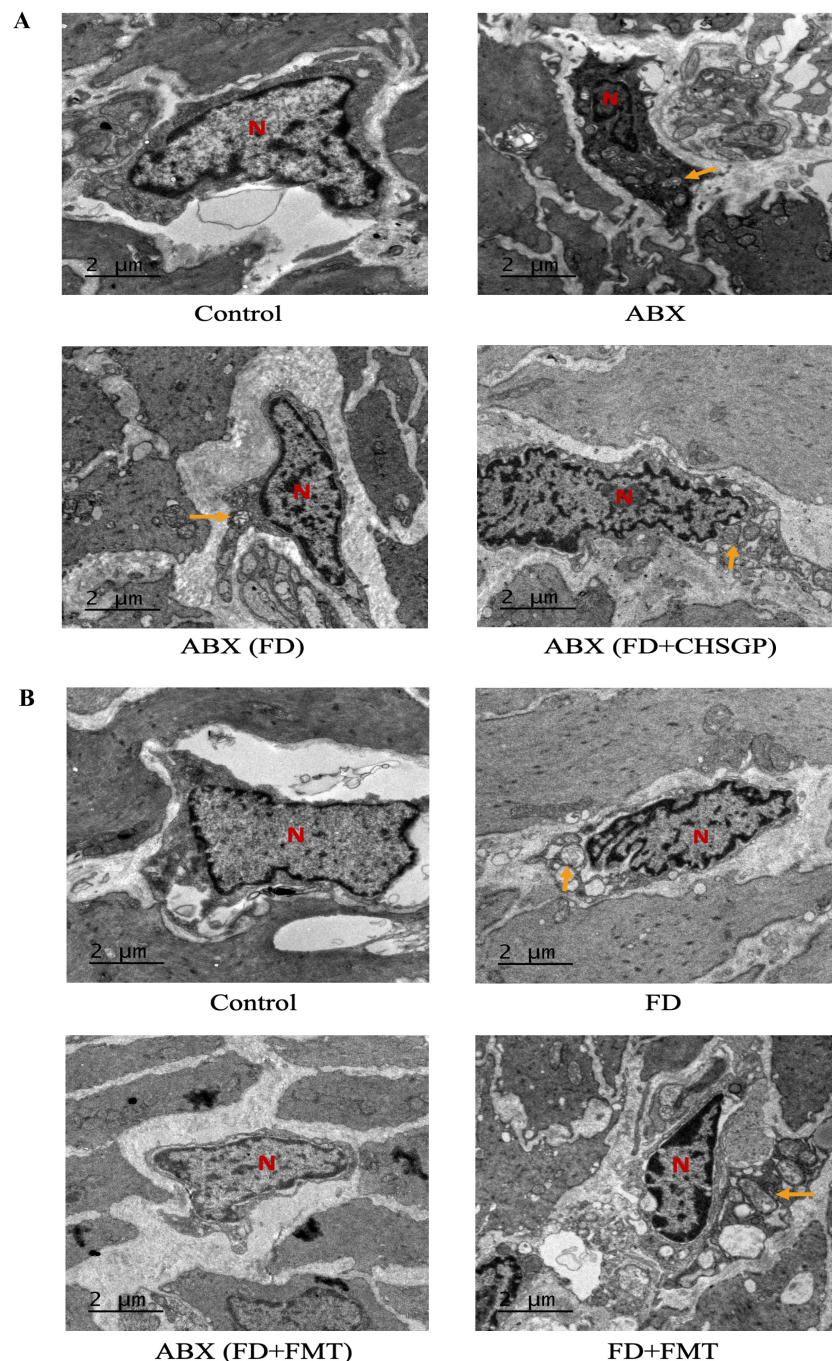 A
N
N
2 μm
2 μm
Control
ABX
N
N
2 μm
2 μm
ABX (FD)
ABX (FD+CHSGP)
B
N
N
2 μm
2 μm
Control
FD
N
N
2 μm
2 μm
ABX (FD+FMT)
FD+FMT